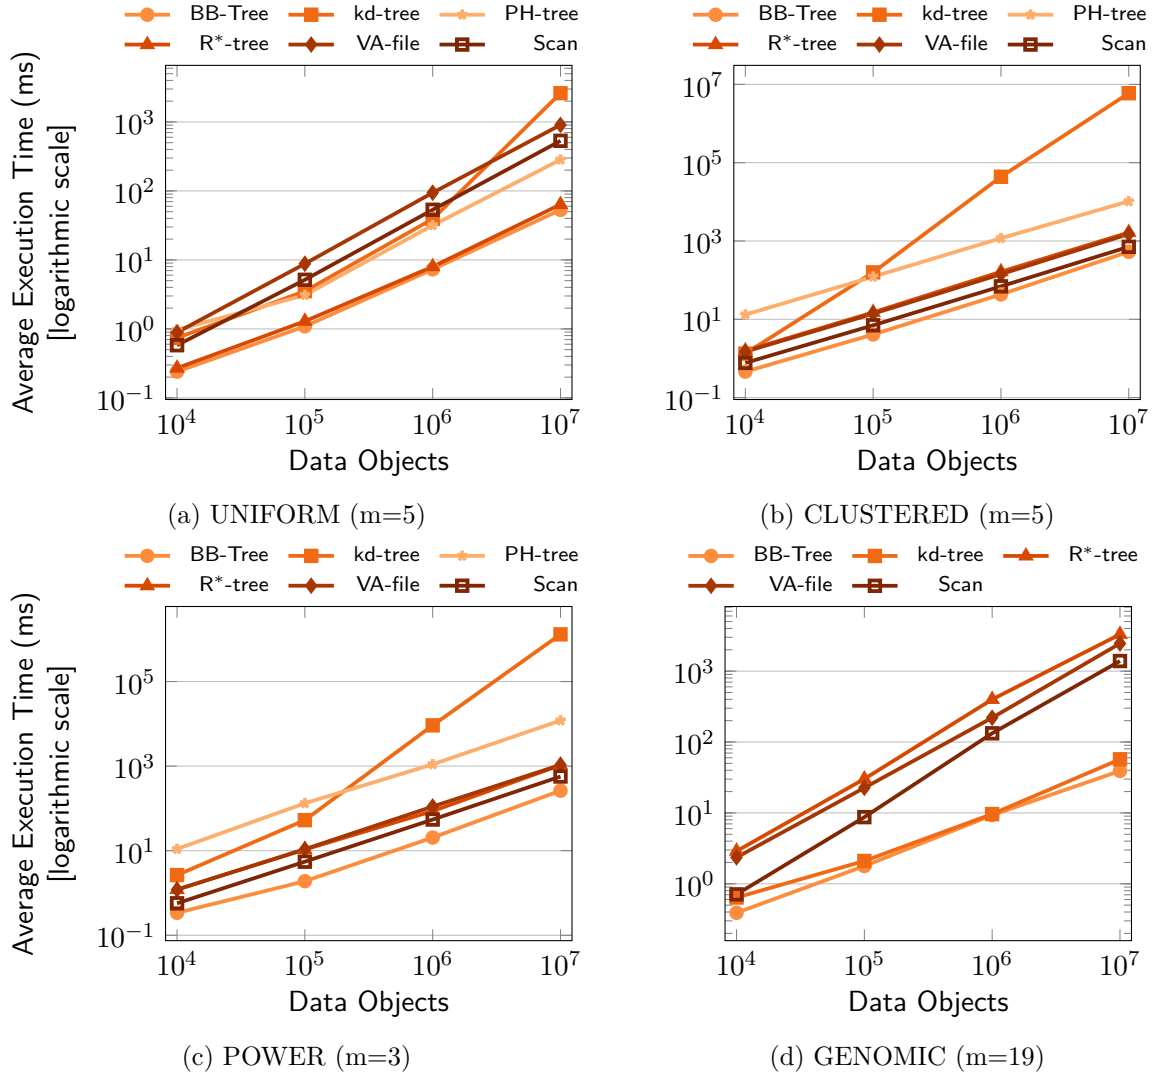 BB-Tree kd-tree PH-tree
R*-tree VA-file Scan
Average Execution Time (ms)
[logarithmic scale]
10^3
10^2
10^1
10^0
10^−1
10^4 10^5 10^6 10^7
Data Objects
(a) UNIFORM (m=5)
BB-Tree kd-tree PH-tree
R*-tree VA-file Scan
10^7
10^5
10^3
10^1
10^−1
10^4 10^5 10^6 10^7
Data Objects
(b) CLUSTERED (m=5)
BB-Tree kd-tree PH-tree
R*-tree VA-file Scan
Average Execution Time (ms)
[logarithmic scale]
10^5
10^3
10^1
10^−1
10^4 10^5 10^6 10^7
Data Objects
(c) POWER (m=3)
BB-Tree kd-tree R*-tree
VA-file Scan
10^3
10^2
10^1
10^0
10^4 10^5 10^6 10^7
Data Objects
(d) GENOMIC (m=19)